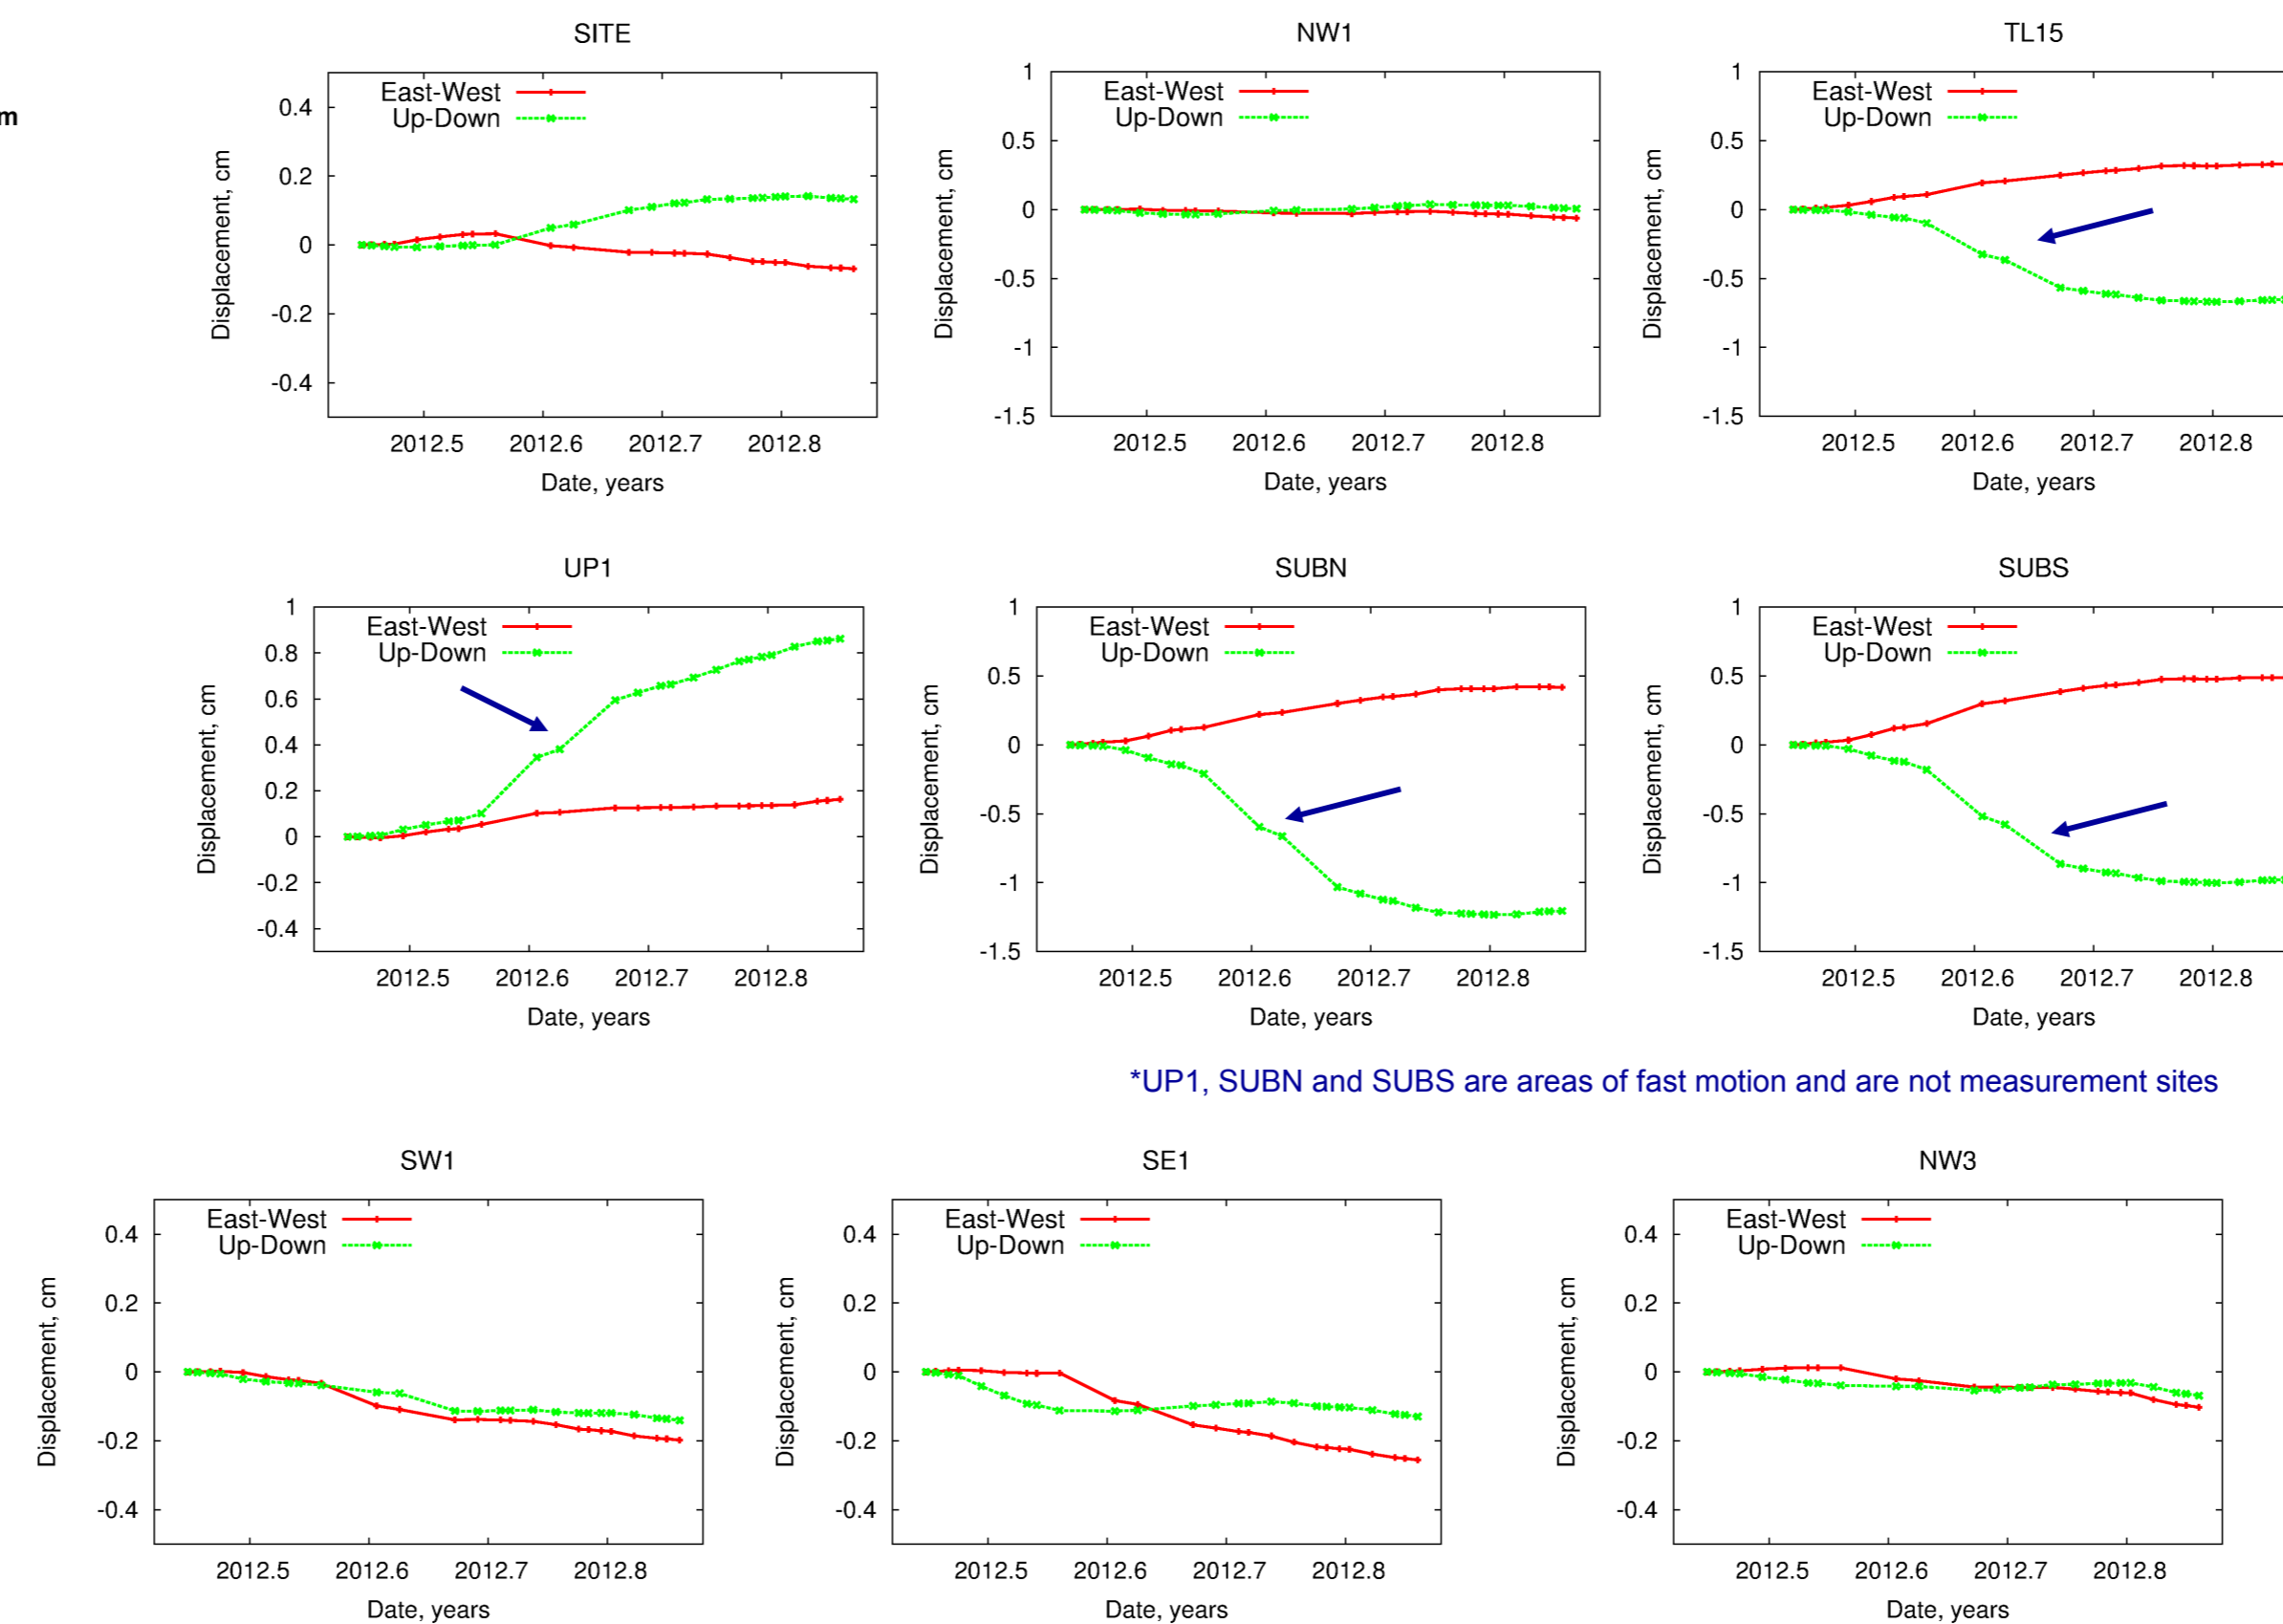 m
SITE
East-West
Up-Down
0.4
0.2
0
-0.2
-0.4
Displacement, cm
2012.5 2012.6 2012.7 2012.8
Date, years
NW1
East-West
Up-Down
1
0.5
0
-0.5
-1
-1.5
Displacement, cm
2012.5 2012.6 2012.7 2012.8
Date, years
TL15
East-West
Up-Down
1
0.5
0
-0.5
-1
-1.5
Displacement, cm
2012.5 2012.6 2012.7 2012.8
Date, years
UP1
East-West
Up-Down
1
0.8
0.6
0.4
0.2
0
-0.2
-0.4
Displacement, cm
2012.5 2012.6 2012.7 2012.8
Date, years
SUBN
East-West
Up-Down
1
0.5
0
-0.5
-1
-1.5
Displacement, cm
2012.5 2012.6 2012.7 2012.8
Date, years
SUBS
East-West
Up-Down
1
0.5
0
-0.5
-1
-1.5
Displacement, cm
2012.5 2012.6 2012.7 2012.8
Date, years
*UP1, SUBN and SUBS are areas of fast motion and are not measurement sites
SW1
East-West
Up-Down
0.4
0.2
0
-0.2
-0.4
Displacement, cm
2012.5 2012.6 2012.7 2012.8
Date, years
SE1
East-West
Up-Down
0.4
0.2
0
-0.2
-0.4
Displacement, cm
2012.5 2012.6 2012.7 2012.8
Date, years
NW3
East-West
Up-Down
0.4
0.2
0
-0.2
-0.4
Displacement, cm
2012.5 2012.6 2012.7 2012.8
Date, years